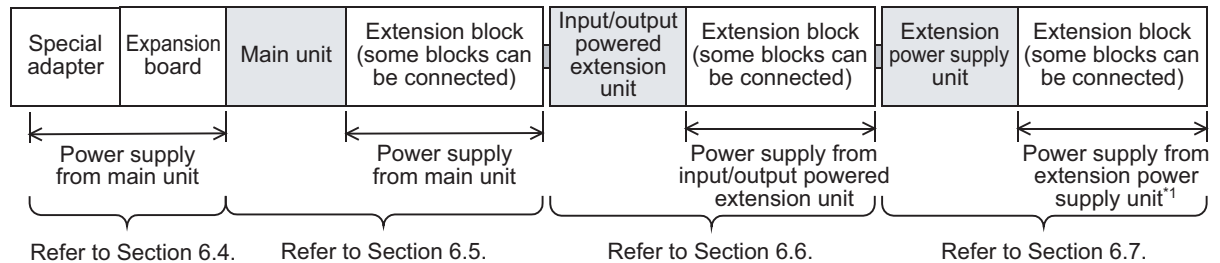 Special
adapter
Expansion
board
Main unit
Extension block
(some blocks can
be connected)
Input/output
powered
extension
unit
Extension block
(some blocks can
be connected)
Extension
power supply
unit
Extension block
(some blocks can
be connected)
Power supply
from main unit
Power supply
from main unit
Power supply from
input/output powered
extension unit
Power supply from
extension power
supply unit*1
Refer to Section 6.4.
Refer to Section 6.5.
Refer to Section 6.6.
Refer to Section 6.7.